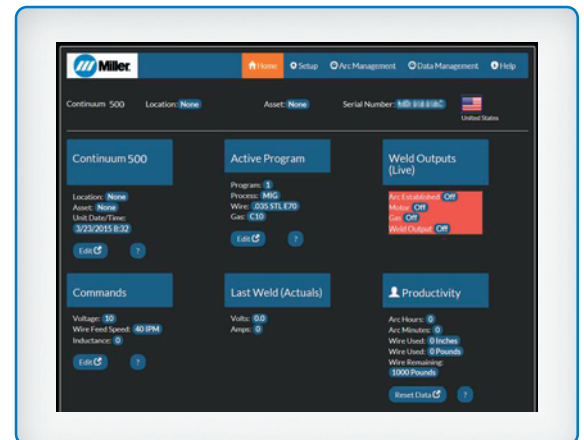 Miller
Home Setup Arc Management Data Management Help
Continuum 500 Location: None Asset: None Serial Number:
United States
Continuum 500
Location: None
Asset: None
Unit Date/Time:
3/23/2015 8:32
Edit ?
Active Program
Program: 1
Process: MIG
Wire: .035 STL E70
Gas: C10
Edit ?
Weld Outputs
(Live)
Arc Established Off
Motor Off
Gas Off
Weld Output Off
Commands
Voltage: 10
Wire Feed Speed: 40 IPM
Inductance: 0
Edit ?
Last Weld (Actuals)
Volts: 0.0
Amps: 0
Productivity
Arc Hours: 0
Arc Minutes: 0
Wire Used: 0 Inches
Wire Used: 0 Pounds
Wire Remaining:
1000 Pounds
Reset Data ?